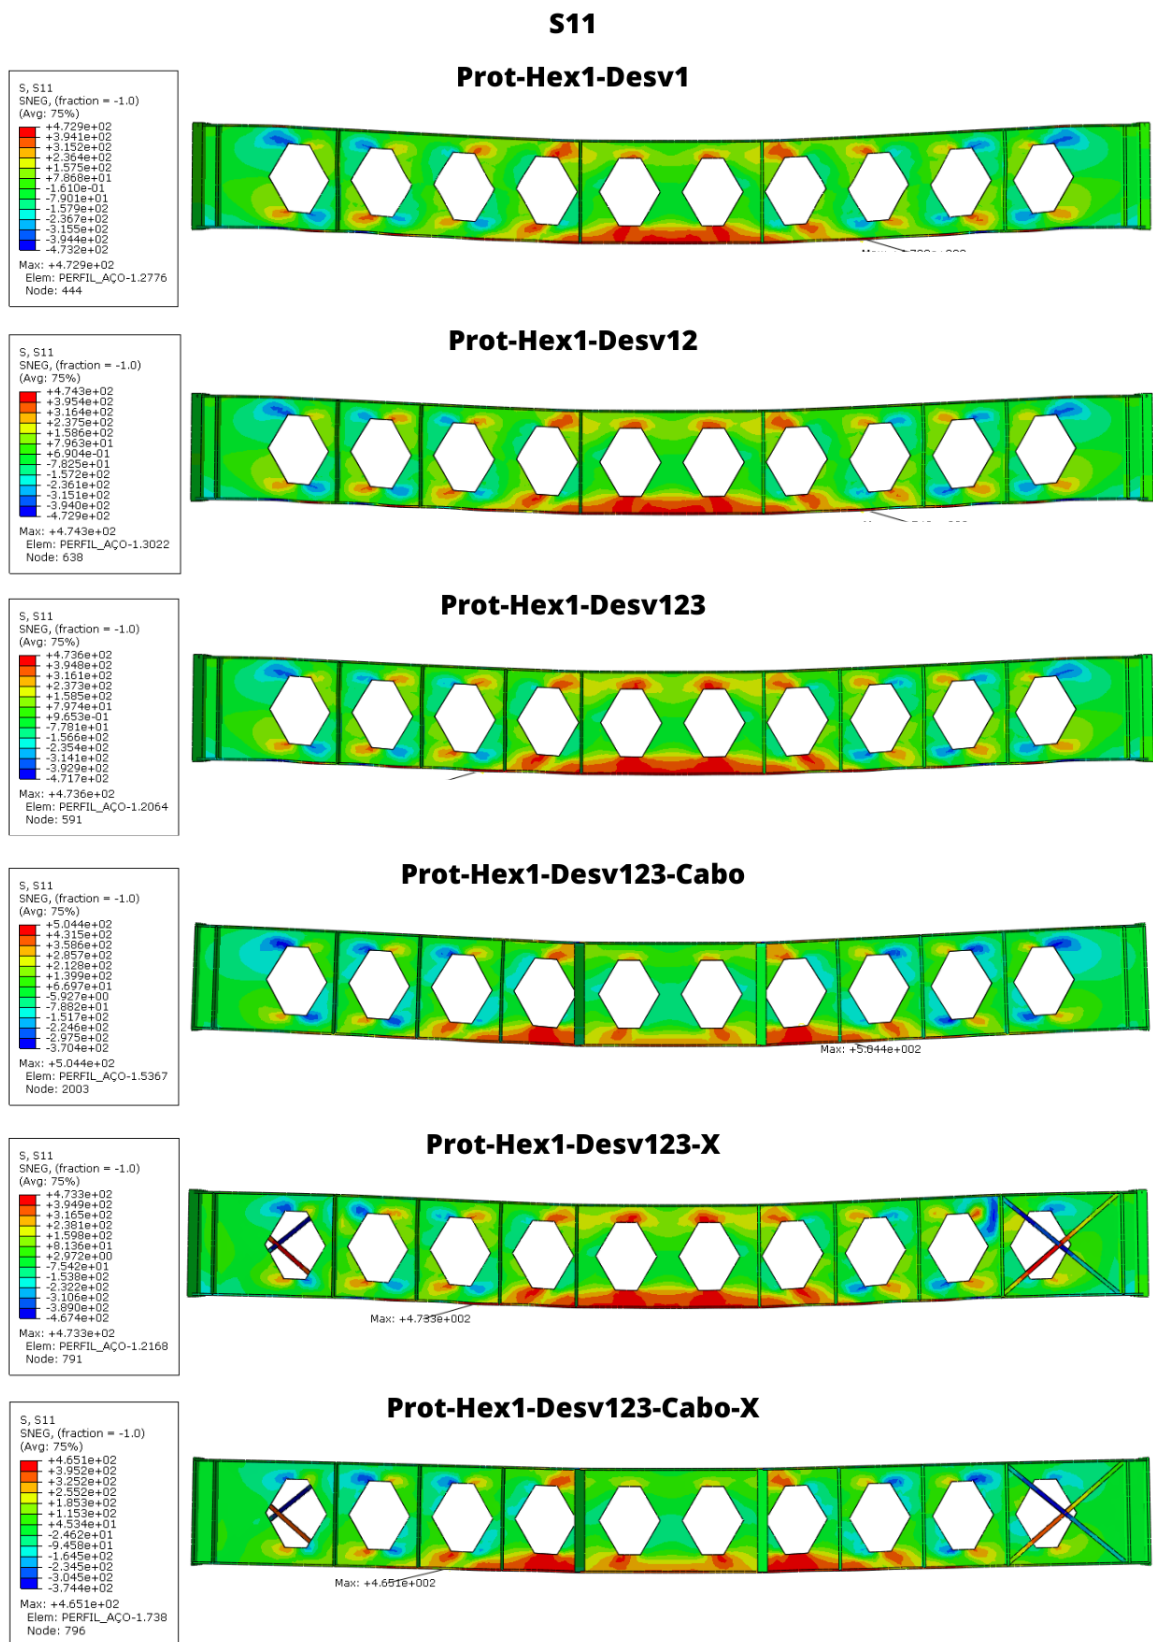 S11
Prot-Hex1-Desv1
S, S11
SNEG, (fraction = -1.0)
(Avg: 75%)
+4.729e+02
+3.941e+02
+3.152e+02
+2.364e+02
+1.575e+02
+7.868e+01
-1.610e-01
-7.901e+01
-1.579e+02
-2.367e+02
-3.155e+02
-3.944e+02
-4.732e+02
Max: +4.729e+02
Elem: PERFIL_AÇO-1.2776
Node: 444
Prot-Hex1-Desv12
S, S11
SNEG, (fraction = -1.0)
(Avg: 75%)
+4.743e+02
+3.954e+02
+3.164e+02
+2.375e+02
+1.586e+02
+7.963e+01
+6.904e-01
-7.825e+01
-1.572e+02
-2.361e+02
-3.151e+02
-3.940e+02
-4.729e+02
Max: +4.743e+02
Elem: PERFIL_AÇO-1.3022
Node: 638
Prot-Hex1-Desv123
S, S11
SNEG, (fraction = -1.0)
(Avg: 75%)
+4.736e+02
+3.948e+02
+3.161e+02
+2.373e+02
+1.585e+02
+7.974e+01
+9.653e-01
-7.781e+01
-1.566e+02
-2.354e+02
-3.141e+02
-3.929e+02
-4.717e+02
Max: +4.736e+02
Elem: PERFIL_AÇO-1.2064
Node: 591
Prot-Hex1-Desv123-Cabo
S, S11
SNEG, (fraction = -1.0)
(Avg: 75%)
+5.044e+02
+4.315e+02
+3.586e+02
+2.857e+02
+2.128e+02
+1.399e+02
+6.697e+01
-5.927e+00
-7.882e+01
-1.517e+02
-2.246e+02
-2.975e+02
-3.704e+02
Max: +5.044e+02
Elem: PERFIL_AÇO-1.5367
Node: 2003
Max: +5.044e+002
Prot-Hex1-Desv123-X
S, S11
SNEG, (fraction = -1.0)
(Avg: 75%)
+4.733e+02
+3.949e+02
+3.165e+02
+2.381e+02
+1.598e+02
+8.136e+01
+2.972e+00
-7.542e+01
-1.538e+02
-2.322e+02
-3.106e+02
-3.890e+02
-4.674e+02
Max: +4.733e+02
Elem: PERFIL_AÇO-1.2168
Node: 791
Max: +4.733e+002
Prot-Hex1-Desv123-Cabo-X
S, S11
SNEG, (fraction = -1.0)
(Avg: 75%)
+4.651e+02
+3.952e+02
+3.252e+02
+2.552e+02
+1.853e+02
+1.153e+02
+4.534e+01
-2.462e+01
-9.458e+01
-1.645e+02
-2.345e+02
-3.045e+02
-3.744e+02
Max: +4.651e+02
Elem: PERFIL_AÇO-1.738
Node: 796
Max: +4.651e+002